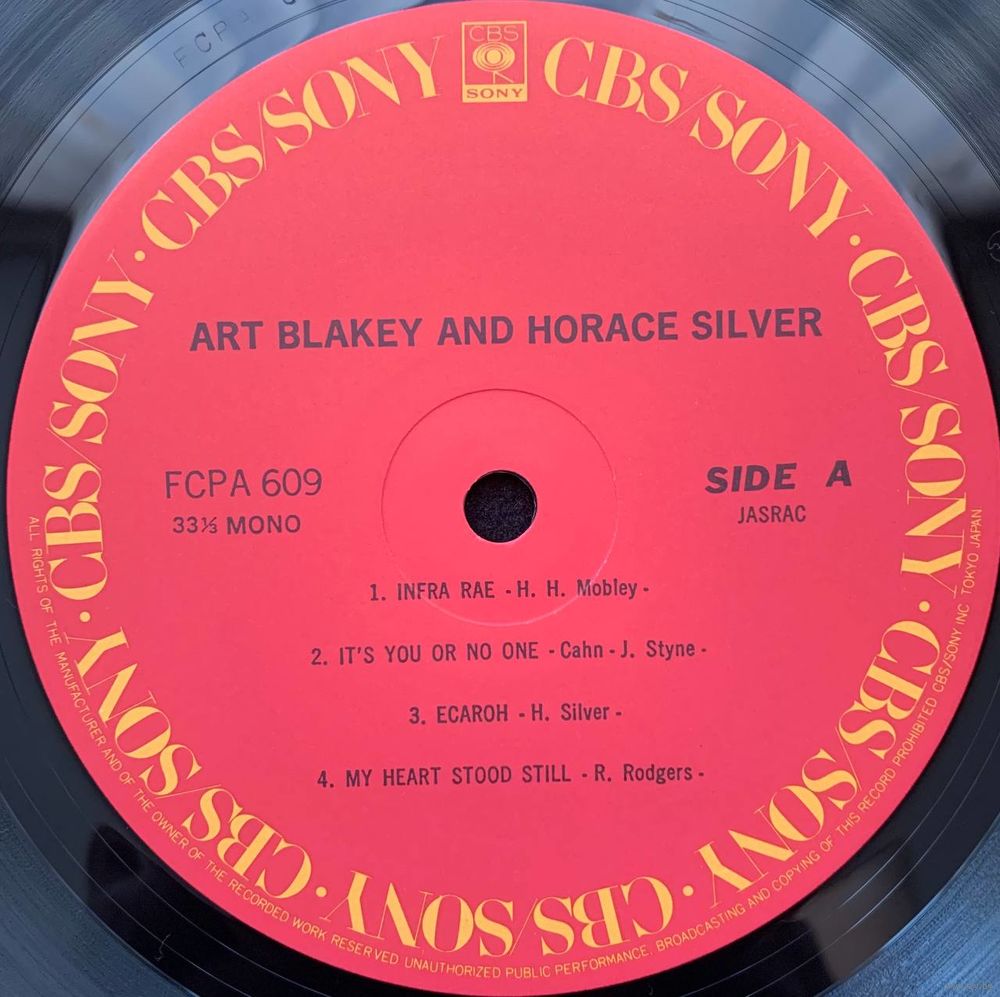 FCP
CBS
SONY
CBS/SONY · CBS/SONY · CBS/SONY · CBS/SONY · CBS/SONY · CBS/SONY · CBS/SONY · CBS/SONY
ART BLAKEY AND HORACE SILVER
FCPA 609
33⅓ MONO
SIDE A
JASRAC
1. INFRA RAE - H. H. Mobley -
2. IT'S YOU OR NO ONE - Cahn - J. Styne -
3. ECAROH - H. Silver -
4. MY HEART STOOD STILL - R. Rodgers -
ALL RIGHTS OF THE MANUFACTURER AND OF THE OWNER OF THE RECORDED WORK RESERVED UNAUTHORIZED PUBLIC PERFORMANCE. BROADCASTING AND COPYING OF THIS RECORD PROHIBITED CBS/SONY INC TOKYO JAPAN